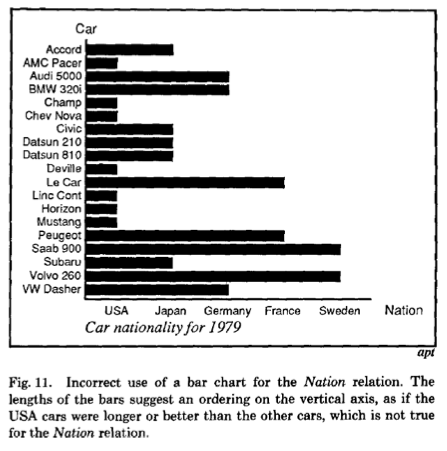 Car
Accord
AMC Pacer
Audi 5000
BMW 320i
Champ
Chev Nova
Civic
Datsun 210
Datsun 810
Deville
Le Car
Linc Cont
Horizon
Mustang
Peugeot
Saab 900
Subaru
Volvo 260
VW Dasher
USA Japan Germany France Sweden Nation
Car nationality for 1979
apt
Fig. 11. Incorrect use of a bar chart for the Nation relation. The
lengths of the bars suggest an ordering on the vertical axis, as if the
USA cars were longer or better than the other cars, which is not true
for the Nation relation.